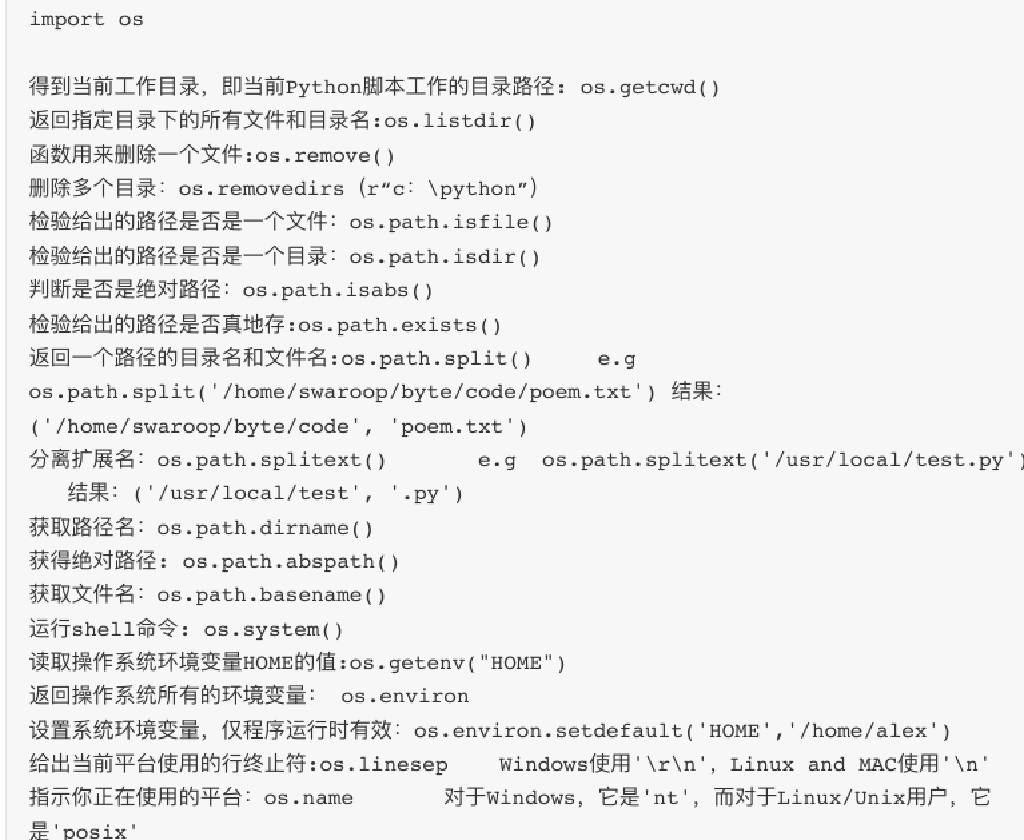 import os
得到当前工作目录，即当前Python脚本工作的目录路径: os.getcwd()
返回指定目录下的所有文件和目录名:os.listdir()
函数用来删除一个文件:os.remove()
删除多个目录：os.removedirs（r”c：\python”）
检验给出的路径是否是一个文件：os.path.isfile()
检验给出的路径是否是一个目录：os.path.isdir()
判断是否是绝对路径：os.path.isabs()
检验给出的路径是否真地存:os.path.exists()
返回一个路径的目录名和文件名:os.path.split()     e.g
os.path.split('/home/swaroop/byte/code/poem.txt') 结果：
('/home/swaroop/byte/code', 'poem.txt')
分离扩展名：os.path.splitext()       e.g  os.path.splitext('/usr/local/test.py')
结果：('/usr/local/test', '.py')
获取路径名：os.path.dirname()
获得绝对路径: os.path.abspath()
获取文件名：os.path.basename()
运行shell命令: os.system()
读取操作系统环境变量HOME的值:os.getenv("HOME")
返回操作系统所有的环境变量： os.environ
设置系统环境变量，仅程序运行时有效：os.environ.setdefault('HOME','/home/alex')
给出当前平台使用的行终止符:os.linesep    Windows使用'\r\n'，Linux and MAC使用'\n'
指示你正在使用的平台：os.name       对于Windows，它是'nt'，而对于Linux/Unix用户，它
是'posix'